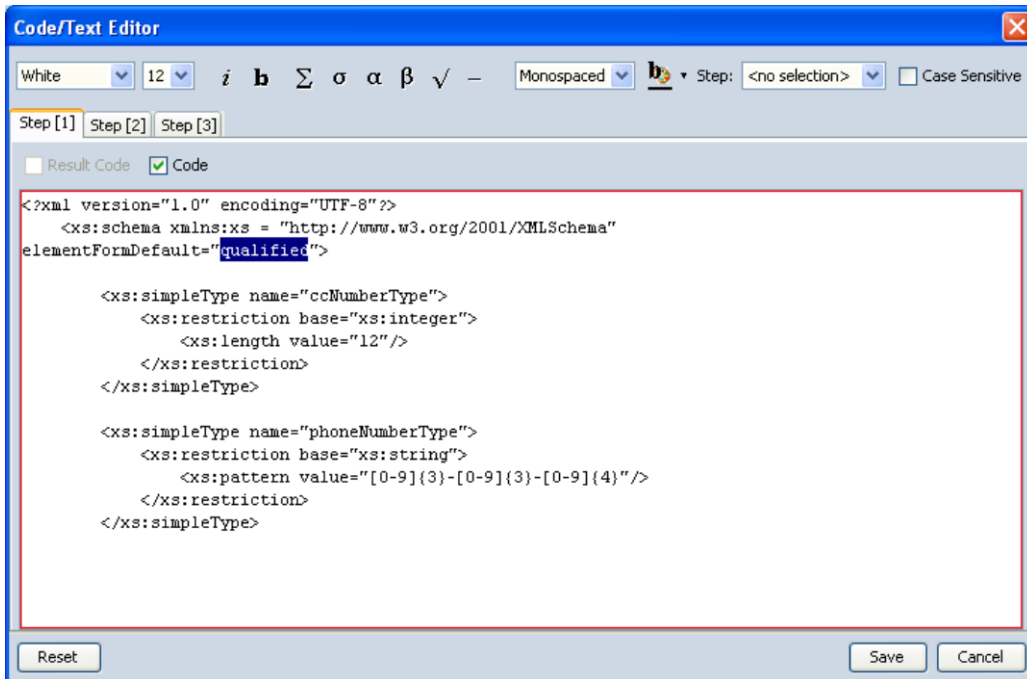 Code/Text Editor
White 12 i b Σ σ α β √ – Monospaced b Step: <no selection> Case Sensitive
Step [1] Step [2] Step [3]
Result Code Code
<?xml version="1.0" encoding="UTF-8"?>
<xs:schema xmlns:xs = "http://www.w3.org/2001/XMLSchema"
elementFormDefault="qualified">
<xs:simpleType name="ccNumberType">
<xs:restriction base="xs:integer">
<xs:length value="12"/>
</xs:restriction>
</xs:simpleType>
<xs:simpleType name="phoneNumberType">
<xs:restriction base="xs:string">
<xs:pattern value="[0-9]{3}-[0-9]{3}-[0-9]{4}"/>
</xs:restriction>
</xs:simpleType>
Reset Save Cancel